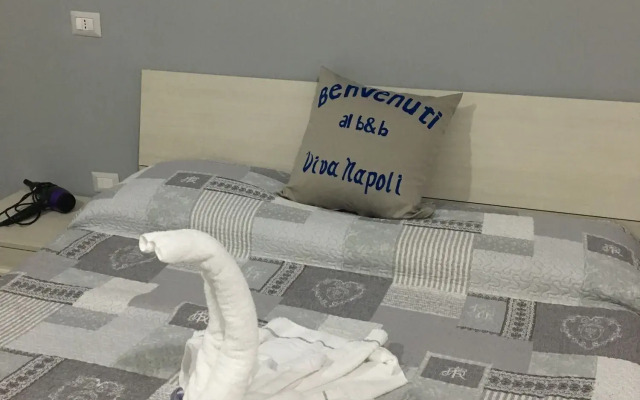 Benvenuti
al b&b
Viva Napoli